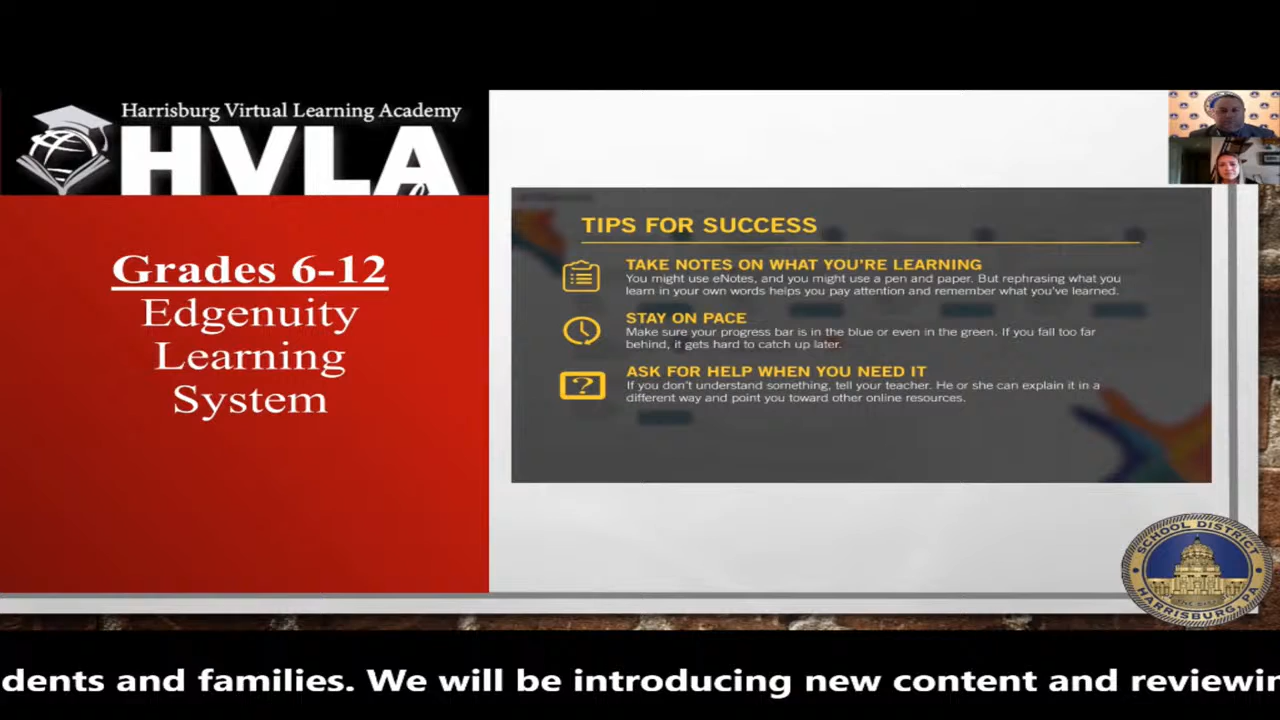 Harrisburg Virtual Learning Academy
HVLA
Grades 6-12
Edgenuity
Learning
System
TIPS FOR SUCCESS
TAKE NOTES ON WHAT YOU'RE LEARNING
You might use eNotes, and you might use a pen and paper. But rephrasing what you
learn in your own words helps you pay attention and remember what you've learned.
STAY ON PACE
Make sure your progress bar is in the blue or even in the green. If you fall too far
behind, it gets hard to catch up later.
ASK FOR HELP WHEN YOU NEED IT
If you don't understand something, tell your teacher. He or she can explain it in a
different way and point you toward other online resources.
SCHOOL DISTRICT
HARRISBURG, PA
dents and families. We will be introducing new content and reviewin